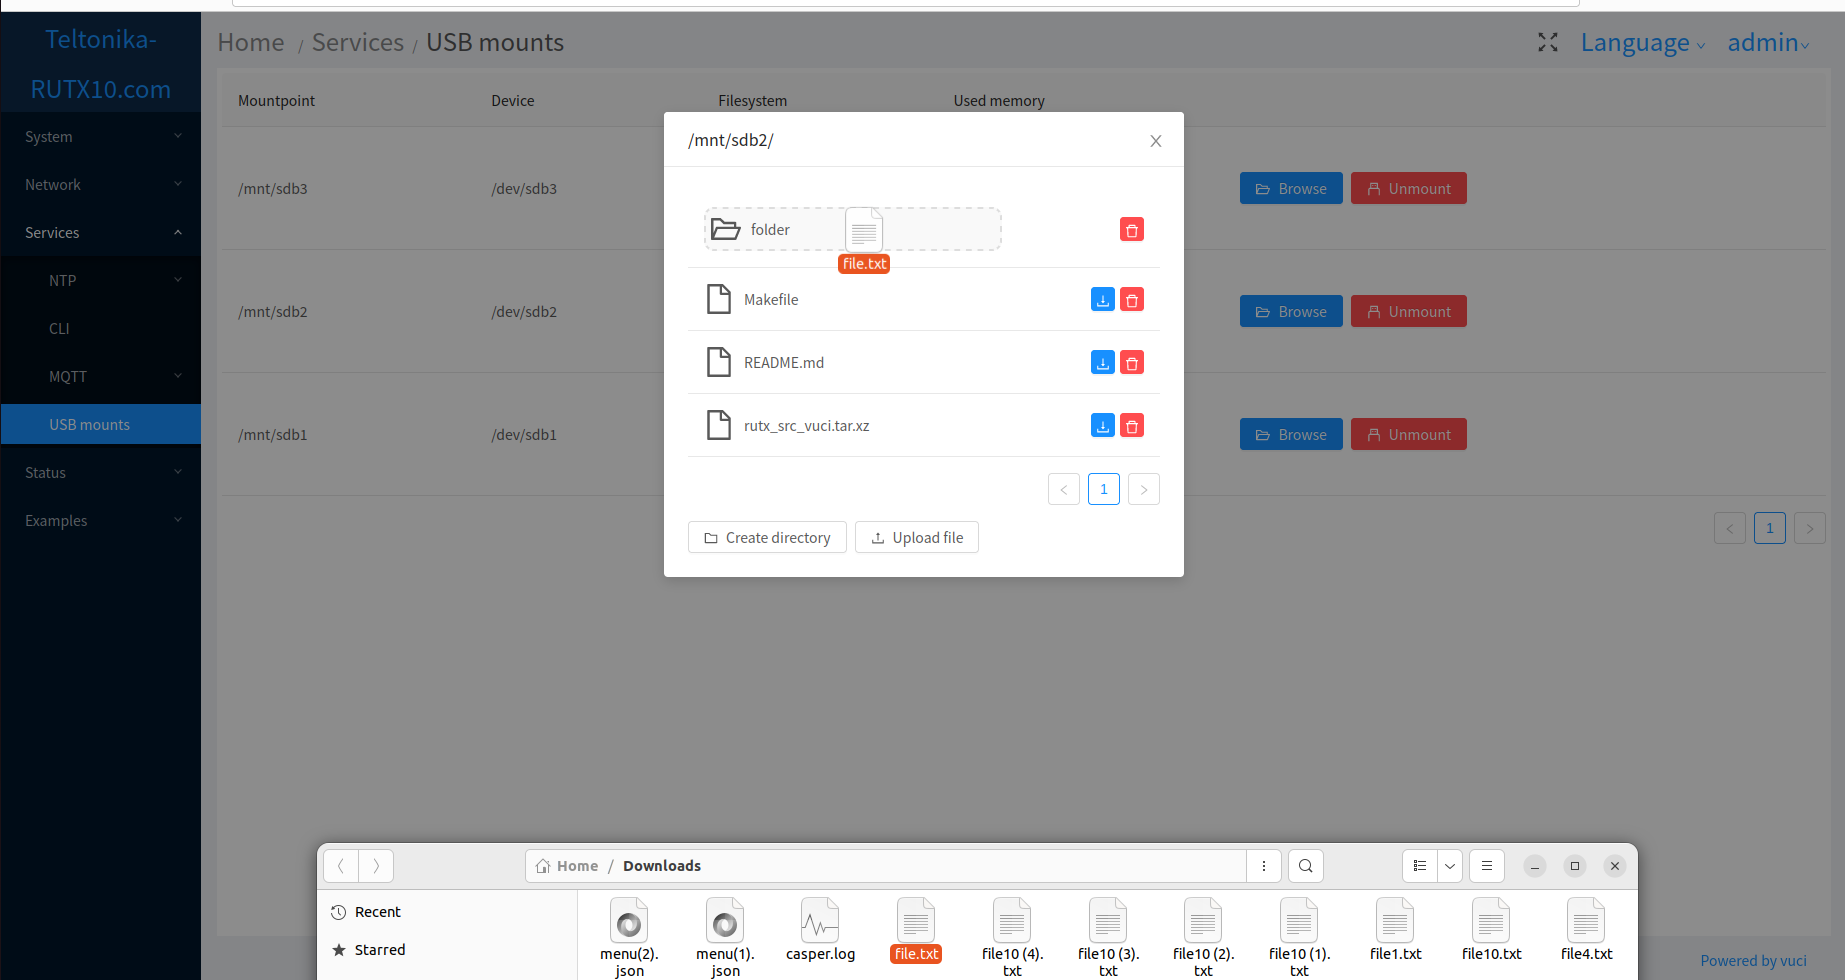 Teltonika-
RUTX10.com
Home / Services / USB mounts
Language
admin
System
Network
Services
NTP
CLI
MQTT
USB mounts
Status
Examples
Mountpoint Device Filesystem Used memory
/mnt/sdb3 /dev/sdb3 Browse Unmount
/mnt/sdb2 /dev/sdb2 Browse Unmount
/mnt/sdb1 /dev/sdb1 Browse Unmount
< 1 >
/mnt/sdb2/
folder
file.txt
Makefile
README.md
rutx_src_vuci.tar.xz
< 1 >
Create directory Upload file
Home / Downloads
Recent
Starred
menu(2).
json
menu(1).
json
casper.log
file.txt
file10 (4).
txt
file10 (3).
txt
file10 (2).
txt
file10 (1).
txt
file1.txt
file10.txt
file4.txt
Powered by vuci